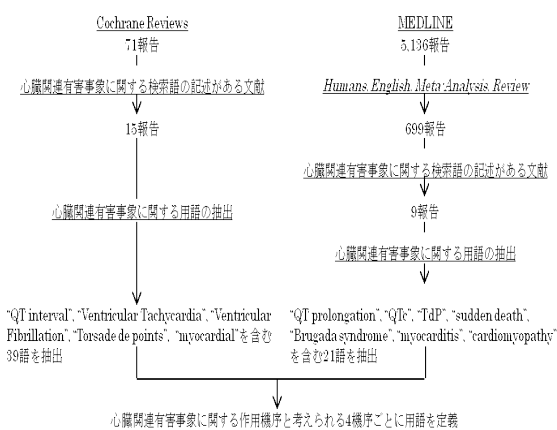 Cochrane Reviews
71報告
心臓関連有害事象に関する検索語の記述がある文献
15報告
心臓関連有害事象に関する用語の抽出
“QT interval”, “Ventricular Tachycardia”, “Ventricular
Fibrillation”, “Torsade de points”, “myocardial”を含む
39語を抽出
MEDLINE
5,136報告
Humans, English, Meta-Analysis, Review
699報告
心臓関連有害事象に関する検索語の記述がある文献
9報告
心臓関連有害事象に関する用語の抽出
“QT prolongation”, “QTc”, “TdP”, “sudden death”,
“Brugada syndrome”, “myocarditis”, “cardiomyopathy”
を含む21語を抽出
心臓関連有害事象に関する作用機序と考えられる4機序ごとに用語を定義